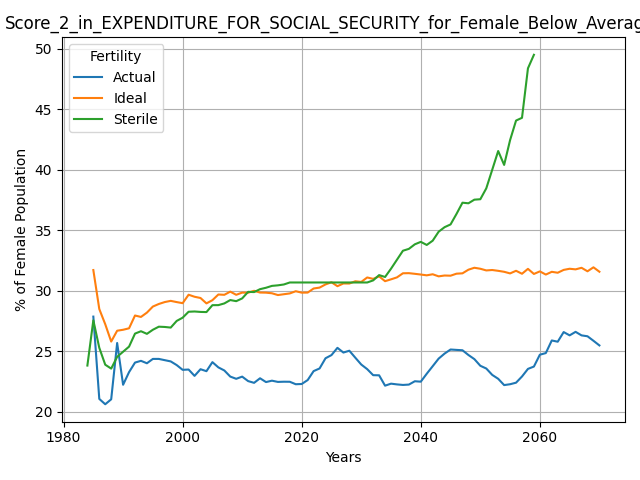 Score_2_in_EXPENDITURE_FOR_SOCIAL_SECURITY_for_Female_Below_Averag
Fertility
Actual
Ideal
Sterile
% of Female Population
50
45
40
35
30
25
20
1980
2000
2020
2040
2060
Years